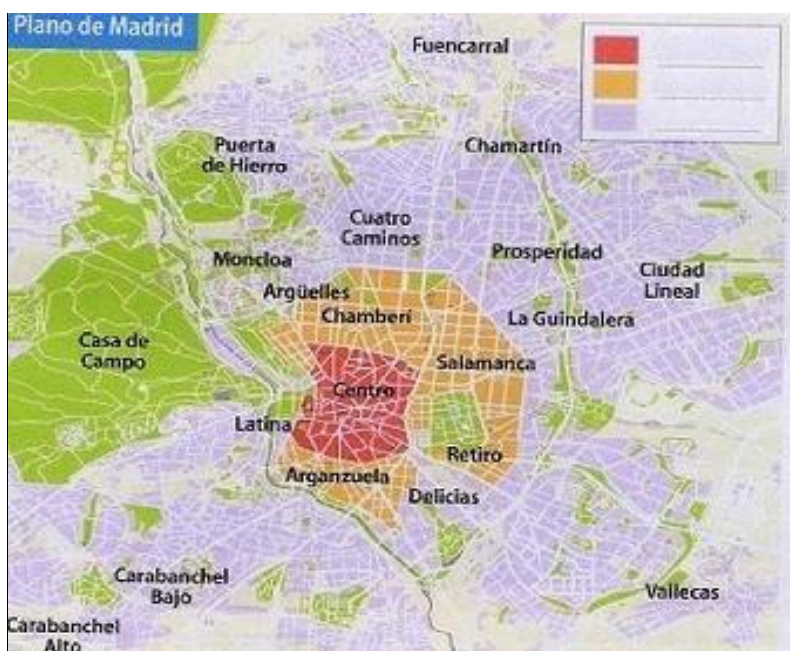 Plano de Madrid
Fuencarral
Puerta
de Hierro
Chamartín
Cuatro
Caminos
Moncloa
Prosperidad
Ciudad
Lineal
Argüelles
Chamberí
La Guindalera
Casa de
Campo
Salamanca
Centro
Latina
Retiro
Arganzuela
Delicias
Carabanchel
Bajo
Vallecas
Carabanchel
Alto